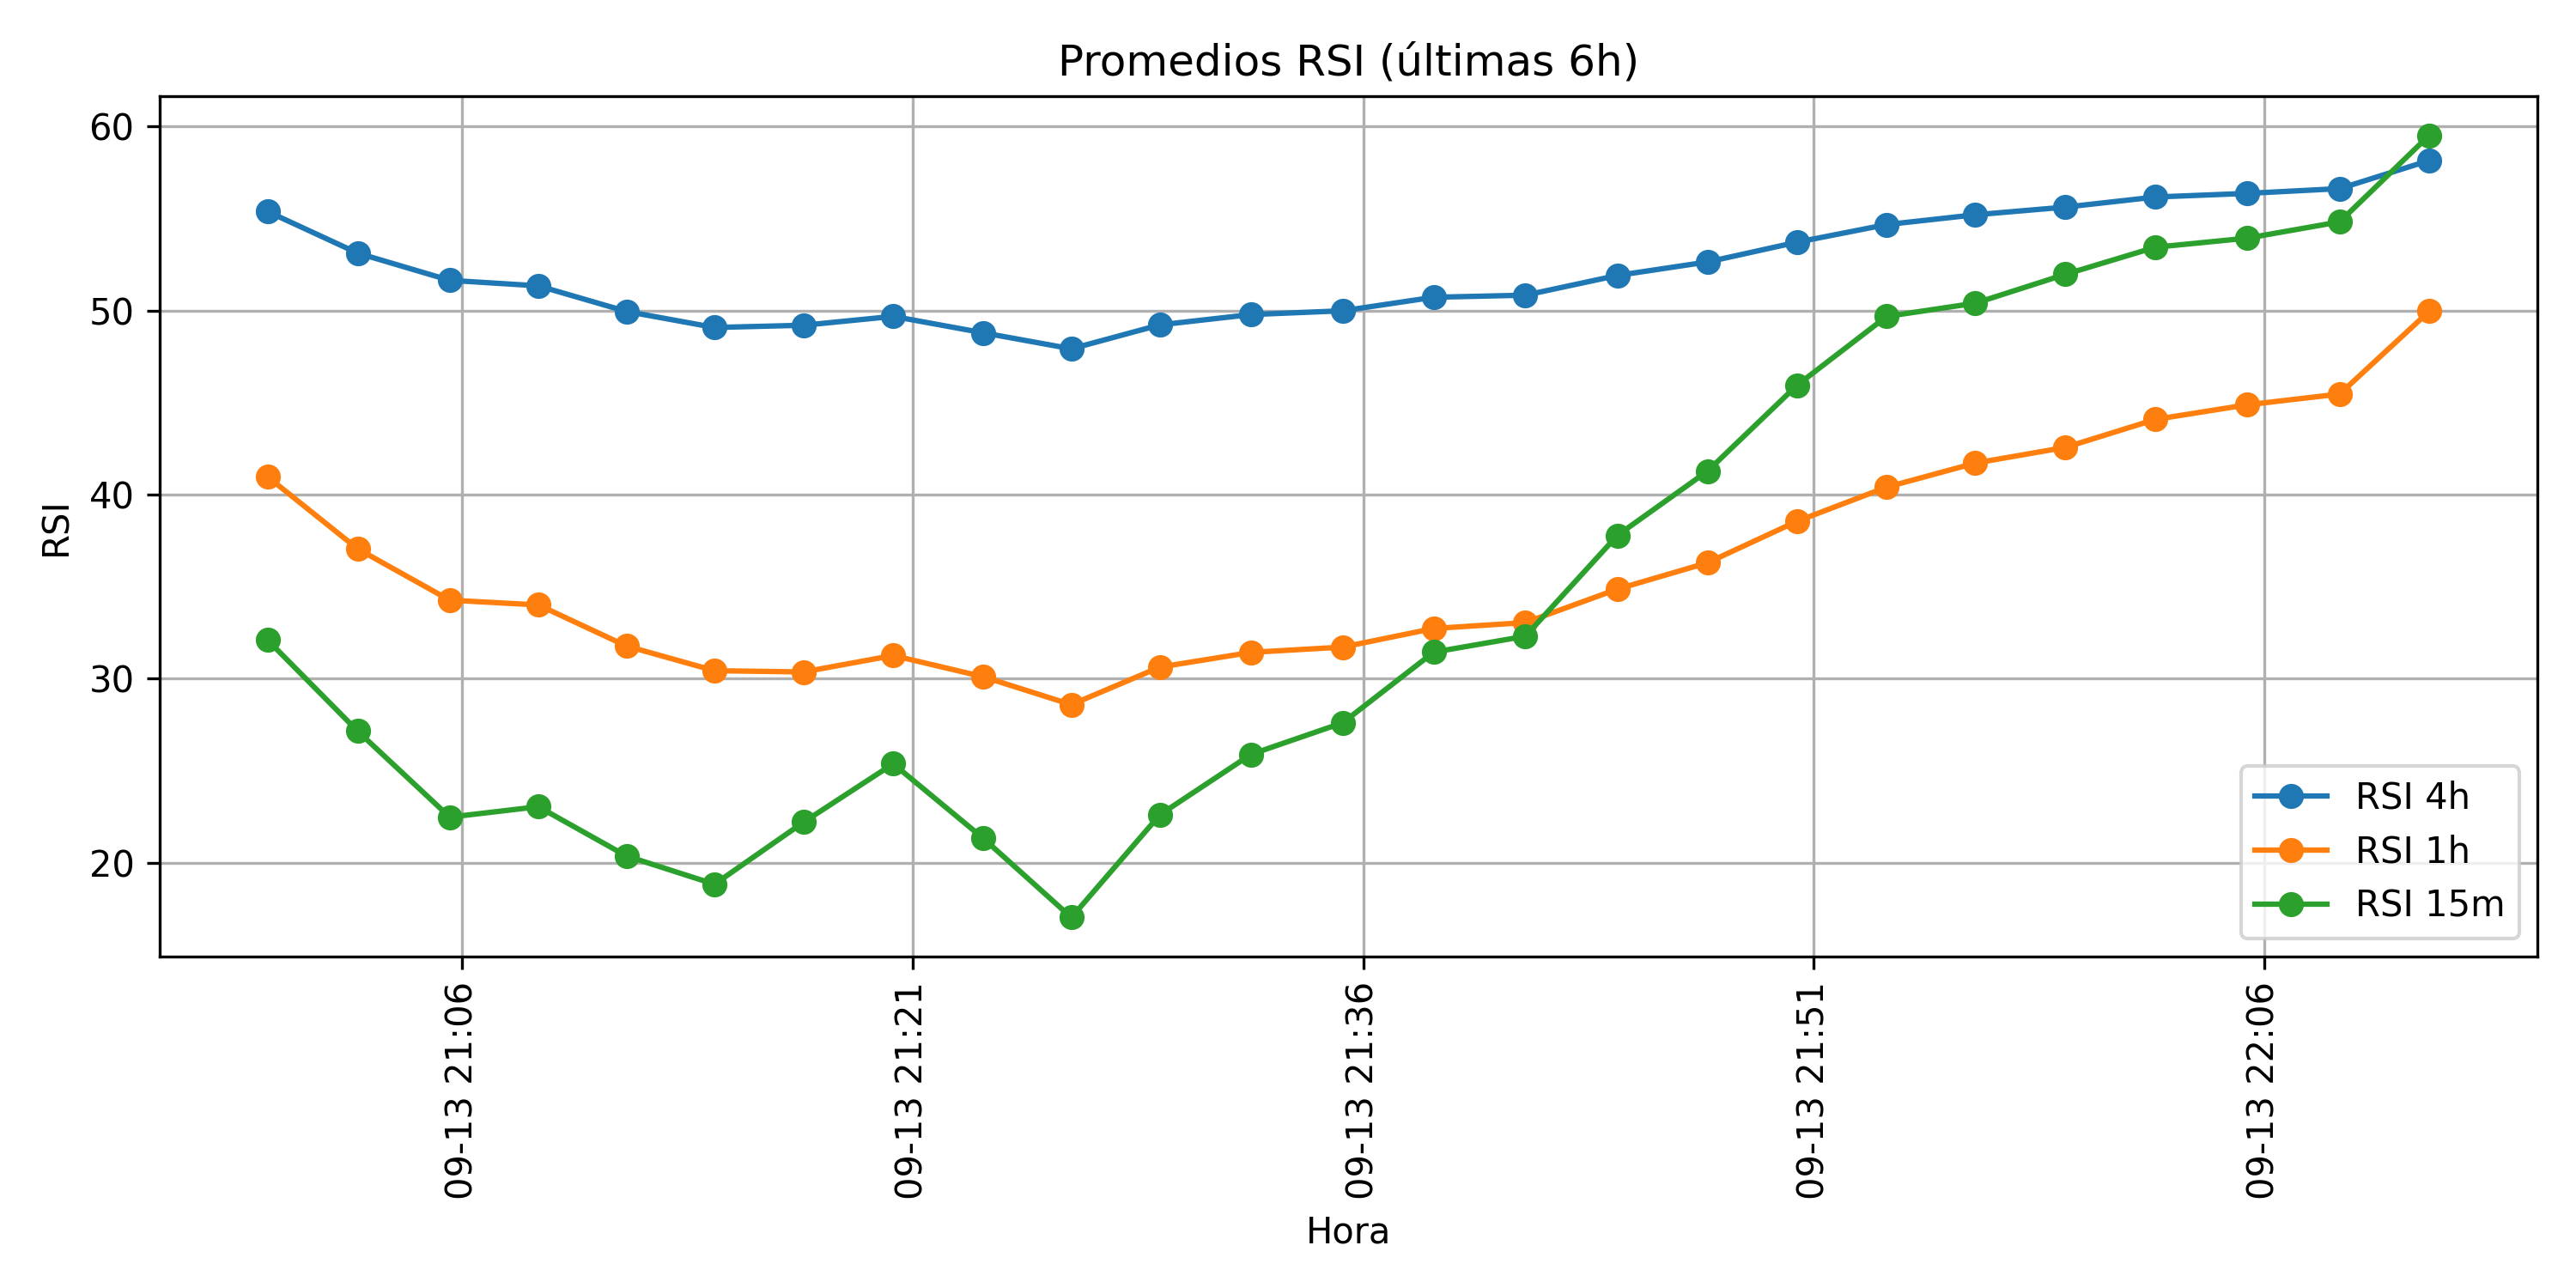 Promedios RSI (últimas 6h)
60
50
40
30
20
RSI
RSI 4h
RSI 1h
RSI 15m
09-13 21:06
09-13 21:21
09-13 21:36
09-13 21:51
09-13 22:06
Hora